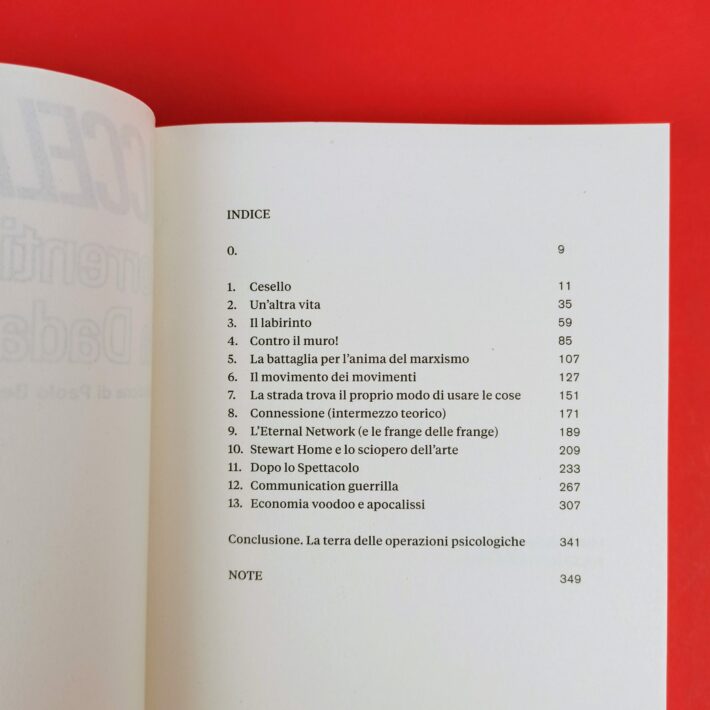 INDICE
0. 9
1. Cesello 11
2. Un’altra vita 35
3. Il labirinto 59
4. Contro il muro! 85
5. La battaglia per l’anima del marxismo 107
6. Il movimento dei movimenti 127
7. La strada trova il proprio modo di usare le cose 151
8. Connessione (intermezzo teorico) 171
9. L’Eternal Network (e le frange delle frange) 189
10. Stewart Home e lo sciopero dell’arte 209
11. Dopo lo Spettacolo 233
12. Communication guerrilla 267
13. Economia voodoo e apocalissi 307
Conclusione. La terra delle operazioni psicologiche 341
NOTE 349